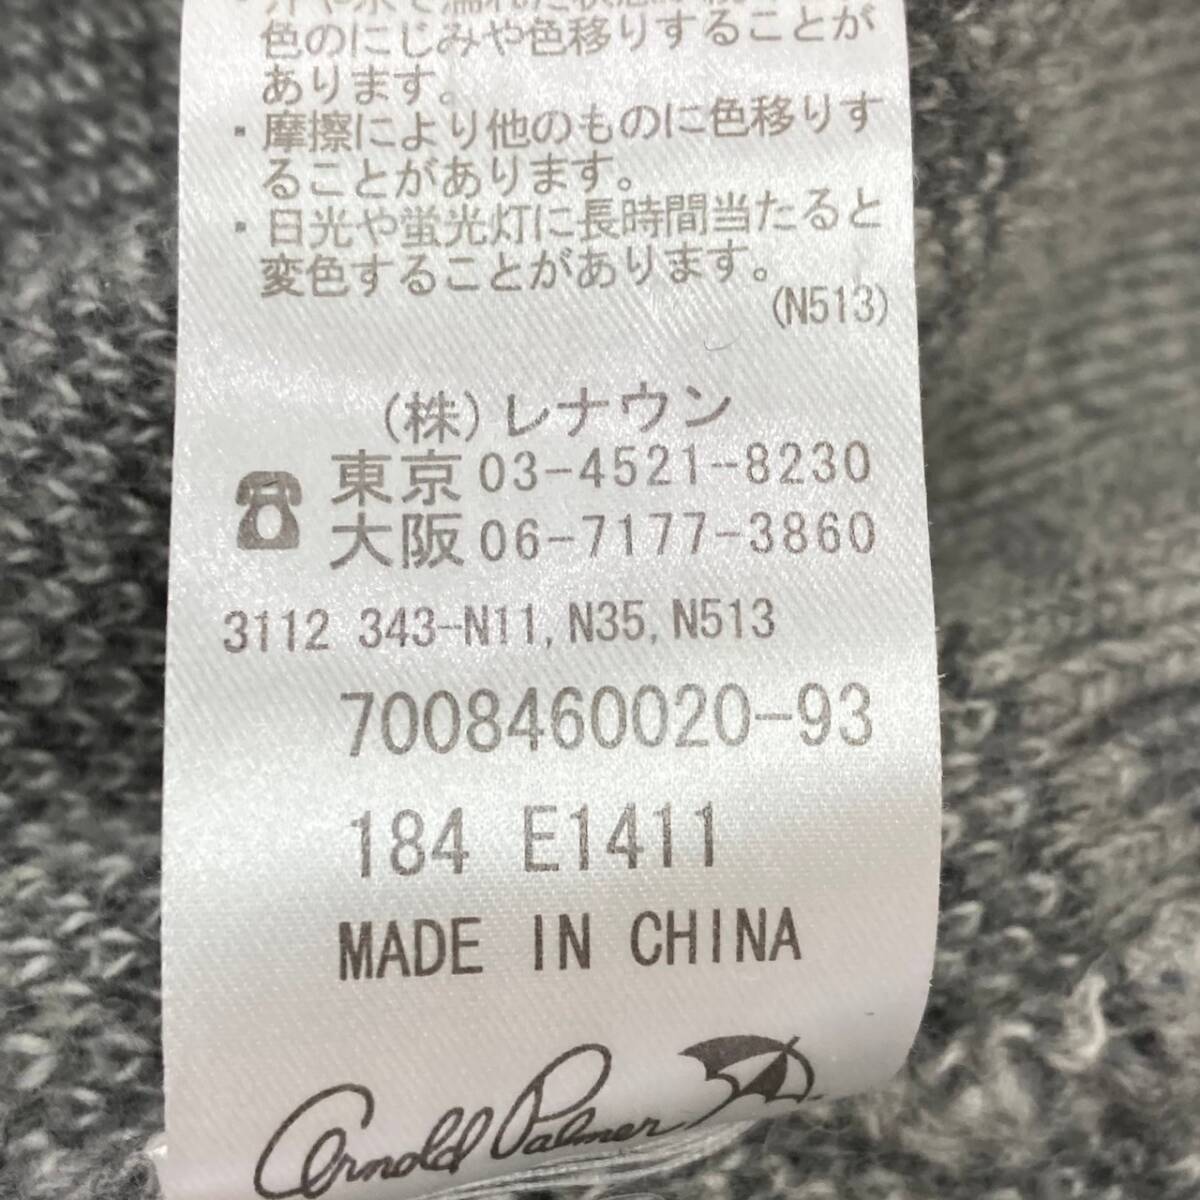 色のにじみや色移りすることが
あります。
・摩擦により他のものに色移りす
ることがあります。
・日光や蛍光灯に長時間当たると
変色することがあります。
(N513)
(株)レナウン
東京 03-4521-8230
大阪 06-7177-3860
3112 343-N11,N35,N513
7008460020-93
184 E1411
MADE IN CHINA
Arnold Palmer